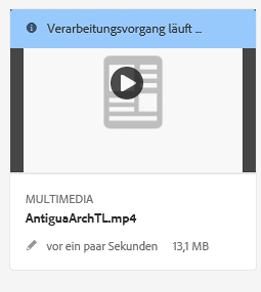 Verarbeitungsvorgang läuft ...
MULTIMEDIA
AntiguaArchTL.mp4
vor ein paar Sekunden 13,1 MB